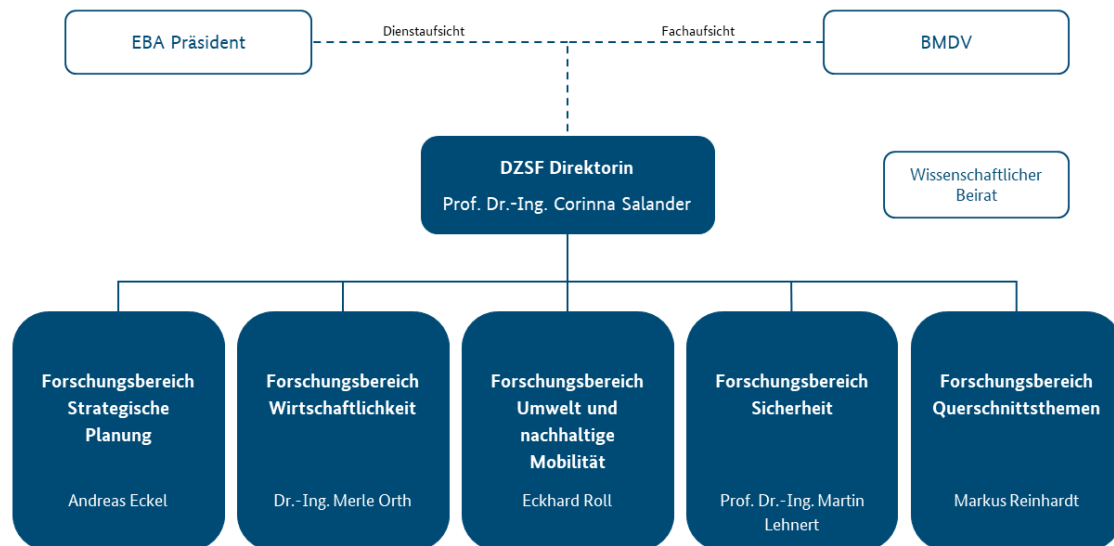 EBA Präsident
Dienstaufsicht
Fachaufsicht
BMDV
DZSF Direktorin
Prof. Dr.-Ing. Corinna Salander
Wissenschaftlicher
Beirat
Forschungsbereich
Strategische
Planung
Andreas Eckel
Forschungsbereich
Wirtschaftlichkeit
Dr.-Ing. Merle Orth
Forschungsbereich
Umwelt und
nachhaltige
Mobilität
Eckhard Roll
Forschungsbereich
Sicherheit
Prof. Dr.-Ing. Martin
Lehnert
Forschungsbereich
Querschnittsthemen
Markus Reinhardt